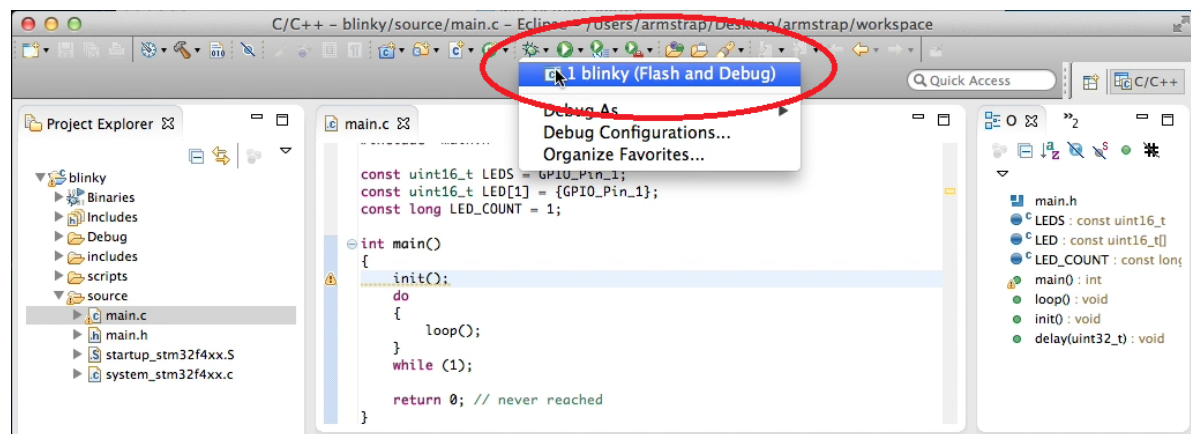 C/C++ – blinky/source/main.c – Eclipse – /Users/armstrap/Desktop/armstrap/workspace
1 blinky (Flash and Debug)
Debug As
Debug Configurations...
Organize Favorites...
Quick Access
C/C++
Project Explorer
blinky
Binaries
Includes
Debug
includes
scripts
source
main.c
main.h
startup_stm32f4xx.S
system_stm32f4xx.c
main.c
const uint16_t LEDS = GPIO_Pin_1;
const uint16_t LED[1] = {GPIO_Pin_1};
const long LED_COUNT = 1;
int main()
{
init();
do
{
loop();
}
while (1);
return 0; // never reached
}
O
2
main.h
LEDS : const uint16_t
LED : const uint16_t[]
LED_COUNT : const long
main() : int
loop() : void
init() : void
delay(uint32_t) : void